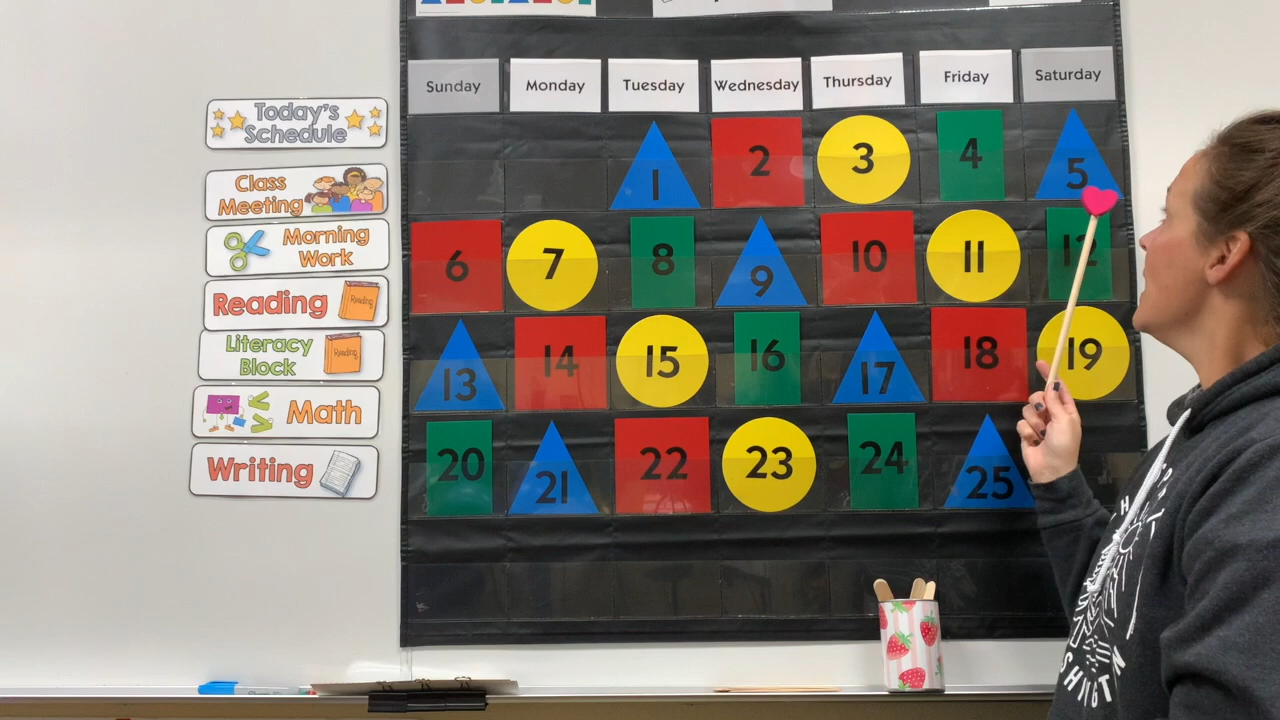 Sunday Monday Tuesday Wednesday Thursday Friday Saturday
1 2 3 4 5
6 7 8 9 10 11 12
13 14 15 16 17 18 19
20 21 22 23 24 25
Today's
Schedule
Class
Meeting
Morning
Work
Reading
Reading
Literacy
Block
Reading
Math
Writing